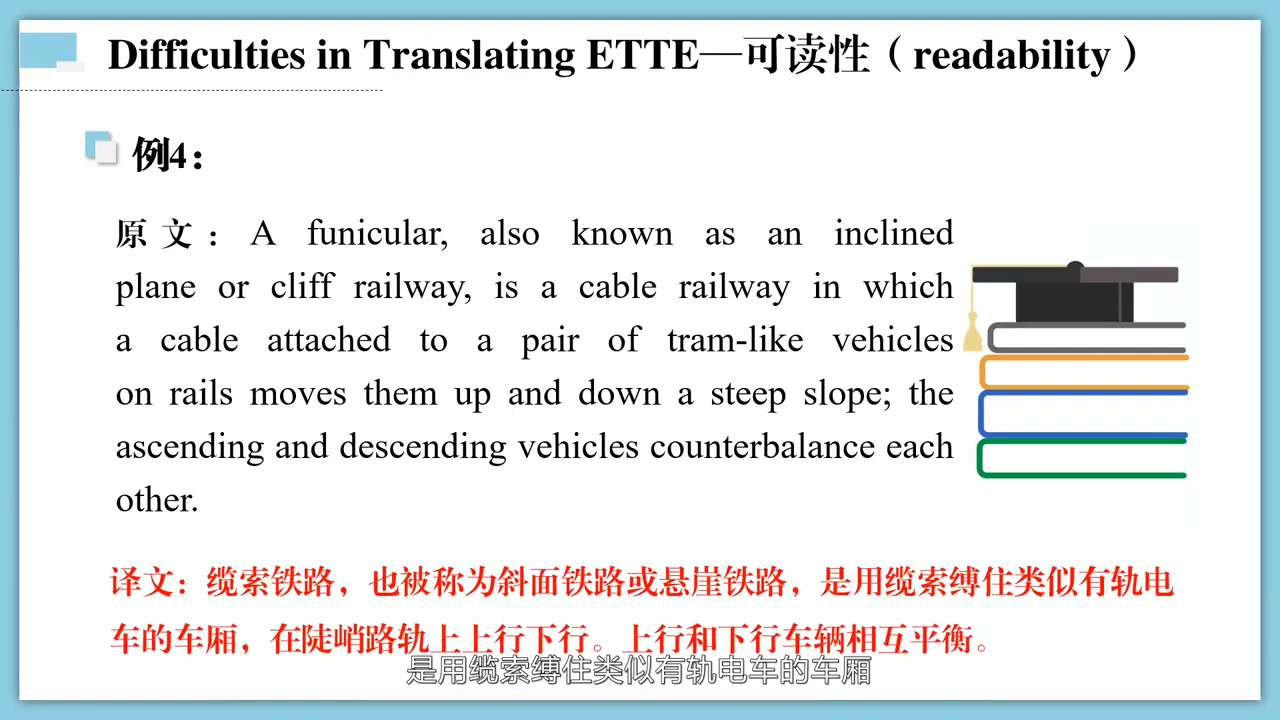 Difficulties in Translating ETTE—可读性（readability）
例4：
原文：A funicular, also known as an inclined
plane or cliff railway, is a cable railway in which
a cable attached to a pair of tram-like vehicles
on rails moves them up and down a steep slope; the
ascending and descending vehicles counterbalance each
other.
译文：缆索铁路，也被称为斜面铁路或悬崖铁路，是用缆索缚住类似有轨电
车的车厢，在陡峭路轨上上行下行。上行和下行车辆相互平衡。
是用缆索缚住类似有轨电车的车厢